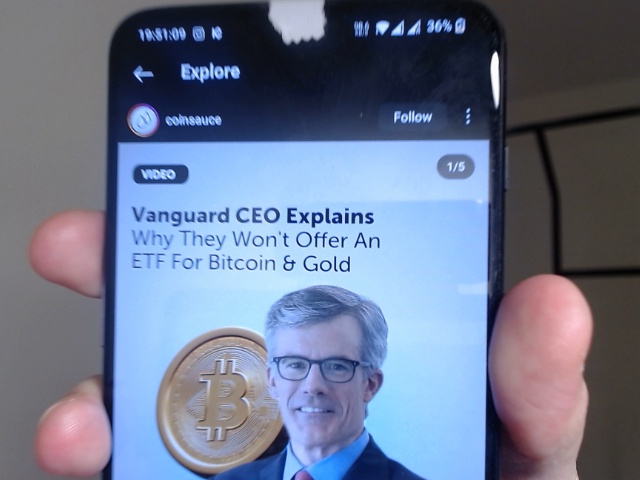 19:51:09
36%
Explore
coinsauce
Follow
VIDEO
1/5
Vanguard CEO Explains
Why They Won't Offer An
ETF For Bitcoin & Gold